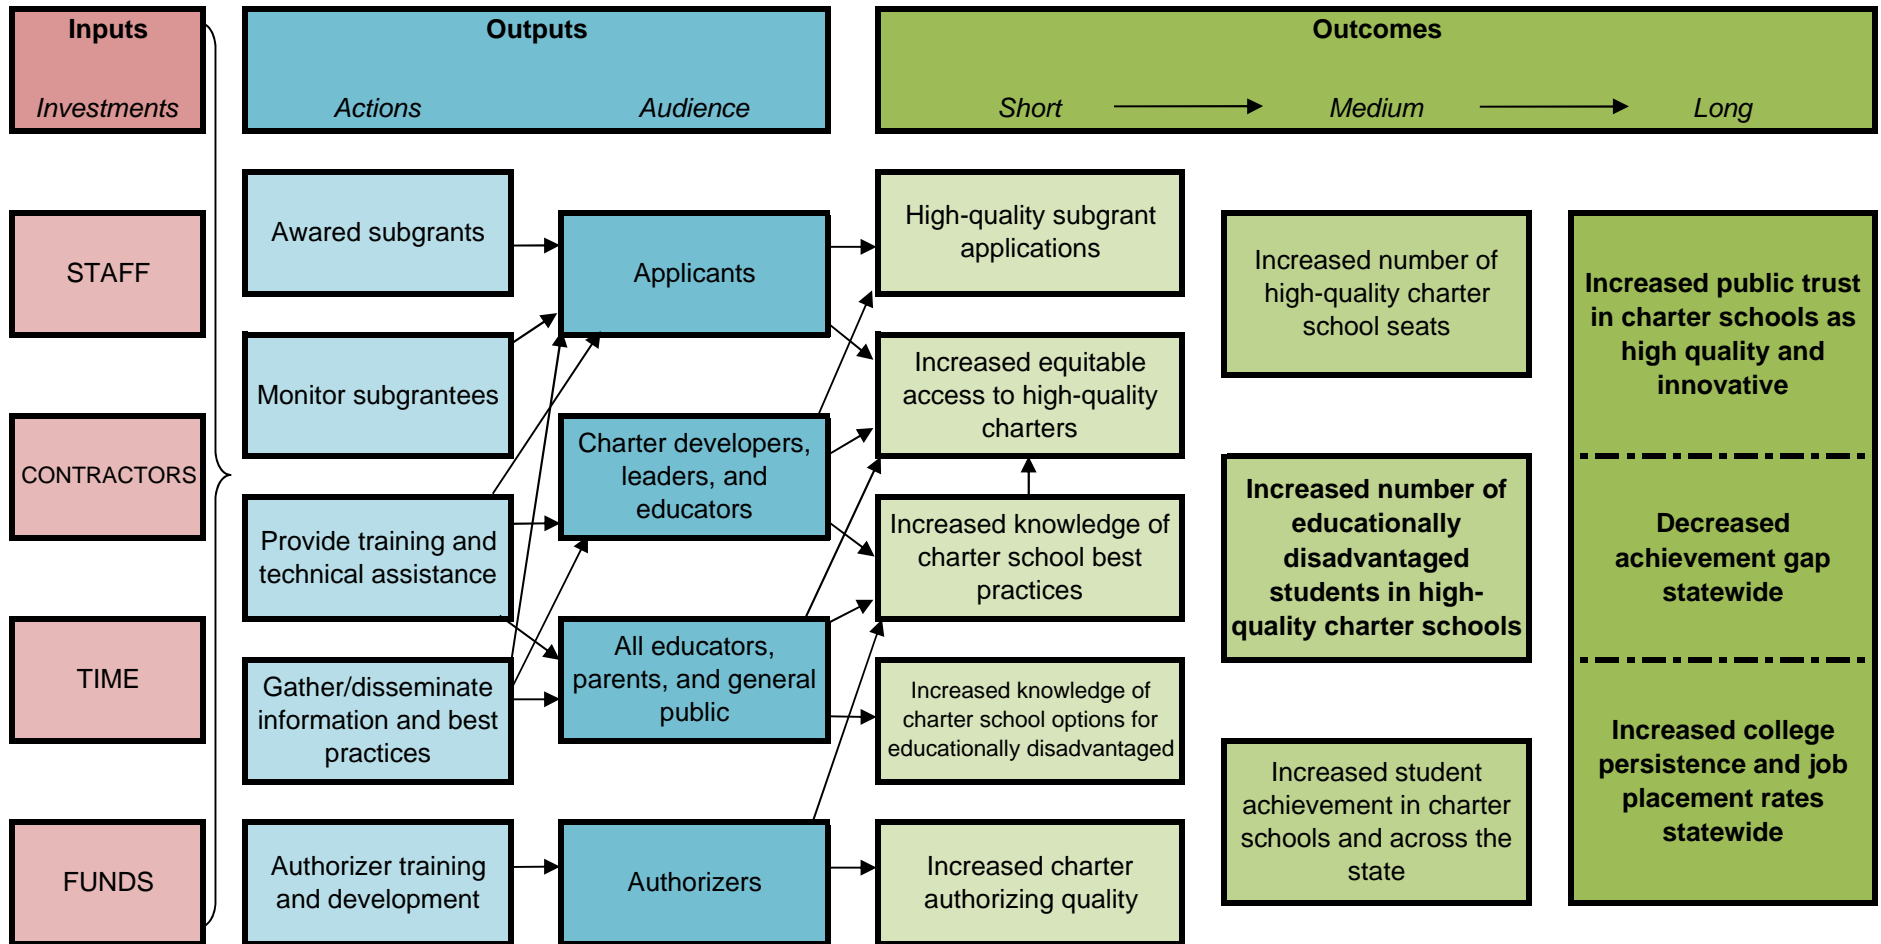 Inputs
Investments
Outputs
Actions
Audience
Outcomes
Short
Medium
Long
STAFF
CONTRACTORS
TIME
FUNDS
Awared subgrants
Monitor subgrantees
Provide training and
technical assistance
Gather/disseminate
information and best
practices
Authorizer training
and development
Applicants
Charter developers,
leaders, and
educators
All educators,
parents, and general
public
Authorizers
High-quality subgrant
applications
Increased equitable
access to high-quality
charters
Increased knowledge of
charter school best
practices
Increased knowledge of
charter school options for
educationally disadvantaged
Increased charter
authorizing quality
Increased number of
high-quality charter
school seats
Increased number of
educationally
disadvantaged
students in high-
quality charter schools
Increased student
achievement in charter
schools and across the
state
Increased public trust
in charter schools as
high quality and
innovative
Decreased
achievement gap
statewide
Increased college
persistence and job
placement rates
statewide